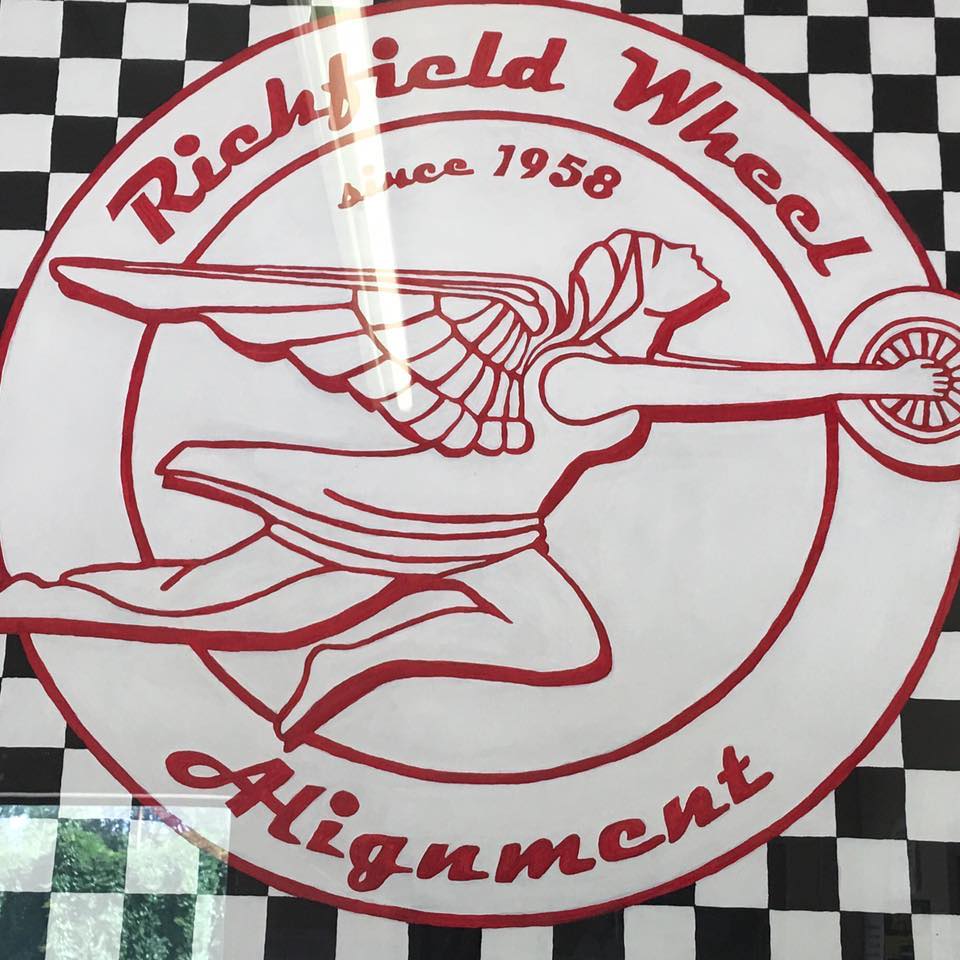 Richfield Wheel
since 1958
Alignment